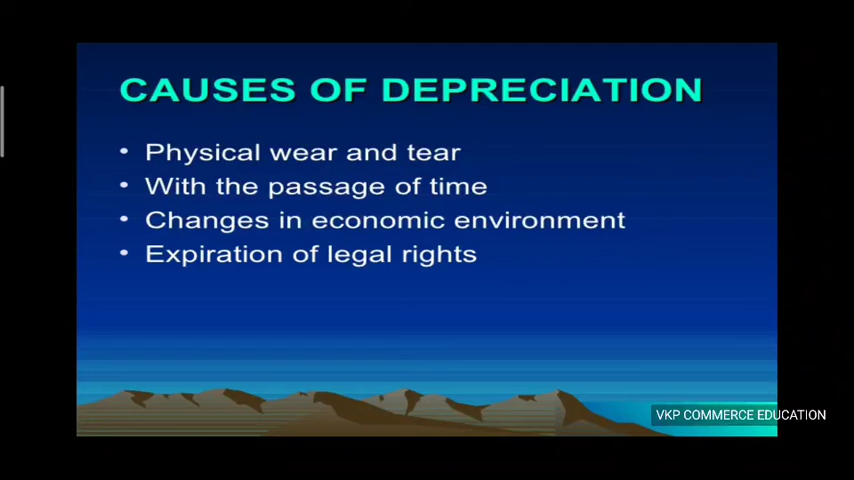 CAUSES OF DEPRECIATION
• Physical wear and tear
• With the passage of time
• Changes in economic environment
• Expiration of legal rights
VKP COMMERCE EDUCATION